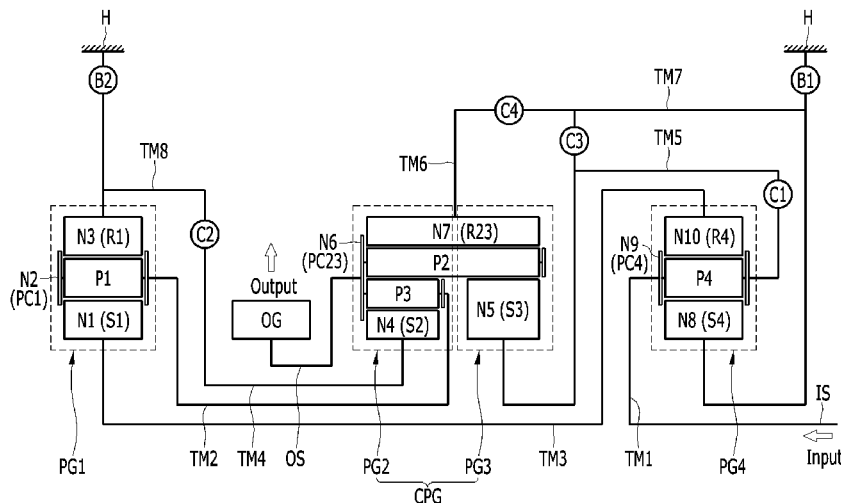 H
H
B2
B1
TM7
C4
C3
TM5
TM8
TM6
C1
C2
N3 (R1)
N6
(PC23)
N7 (R23)
N9
(PC4)
N10 (R4)
N2
(PC1)
P1
P2
P4
Output
P3
N5 (S3)
N1 (S1)
OG
N4 (S2)
N8 (S4)
IS
PG1
TM2
TM4
OS
PG2
PG3
TM3
TM1
PG4
Input
CPG